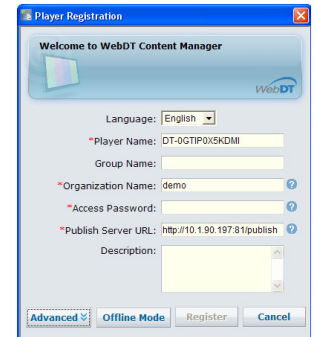 Player Registration
Welcome to WebDT Content Manager
WebDT
Language: English
*Player Name: DT-0GTIP0X5KDMI
Group Name:
*Organization Name: demo
*Access Password:
*Publish Server URL: http://10.1.90.197:81/publish
Description:
Advanced Offline Mode Register Cancel